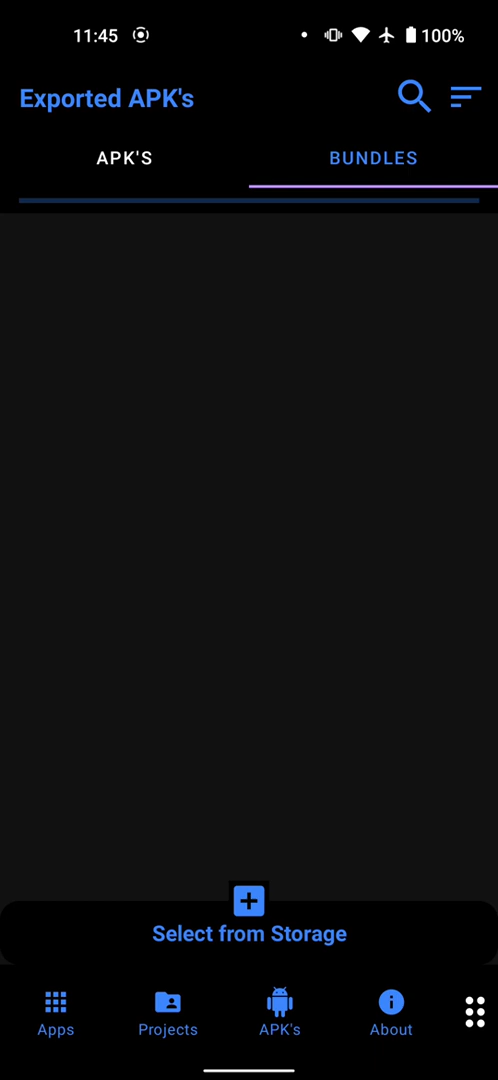 11:45
100%
Exported APK's
APK'S
BUNDLES
Select from Storage
Apps
Projects
APK's
About